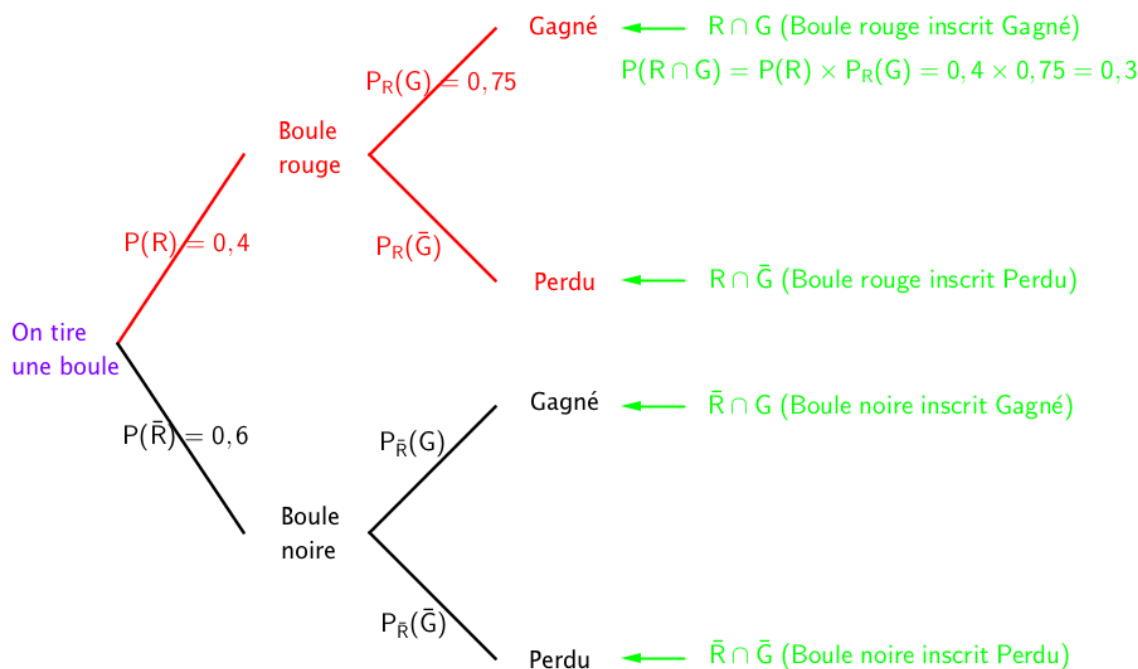 Gagné
R ∩ G (Boule rouge inscrit Gagné)
P(R ∩ G) = P(R) × P_R(G) = 0, 4 × 0, 75 = 0, 3
P_R(G) = 0, 75
Boule
rouge
P(R) = 0, 4
P_R(Ḡ)
Perdu
R ∩ Ḡ (Boule rouge inscrit Perdu)
On tire
une boule
Gagné
R̄ ∩ G (Boule noire inscrit Gagné)
P(R̄) = 0, 6
P_R̄(G)
Boule
noire
P_R̄(Ḡ)
Perdu
R̄ ∩ Ḡ (Boule noire inscrit Perdu)